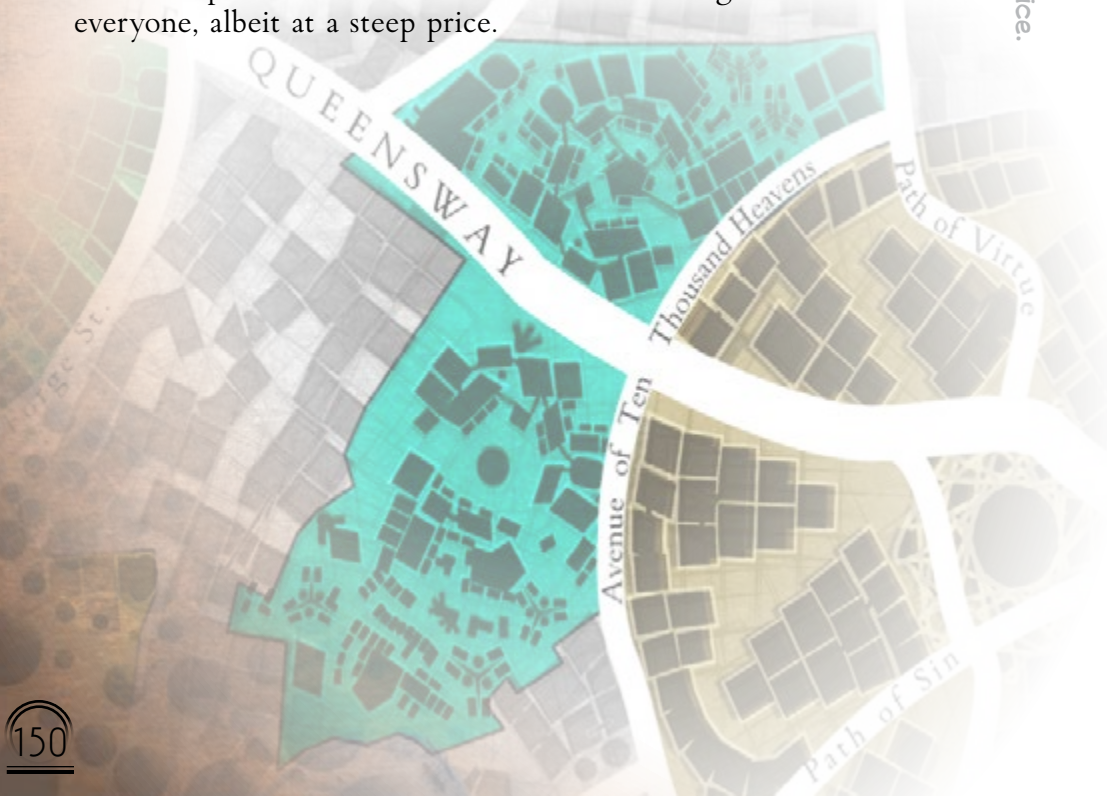 everyone, albeit at a steep price.
ice.
QUEENSWAY
Avenue of Ten Thousand Heavens
Path of Virtue
St.
Path of Sin
150